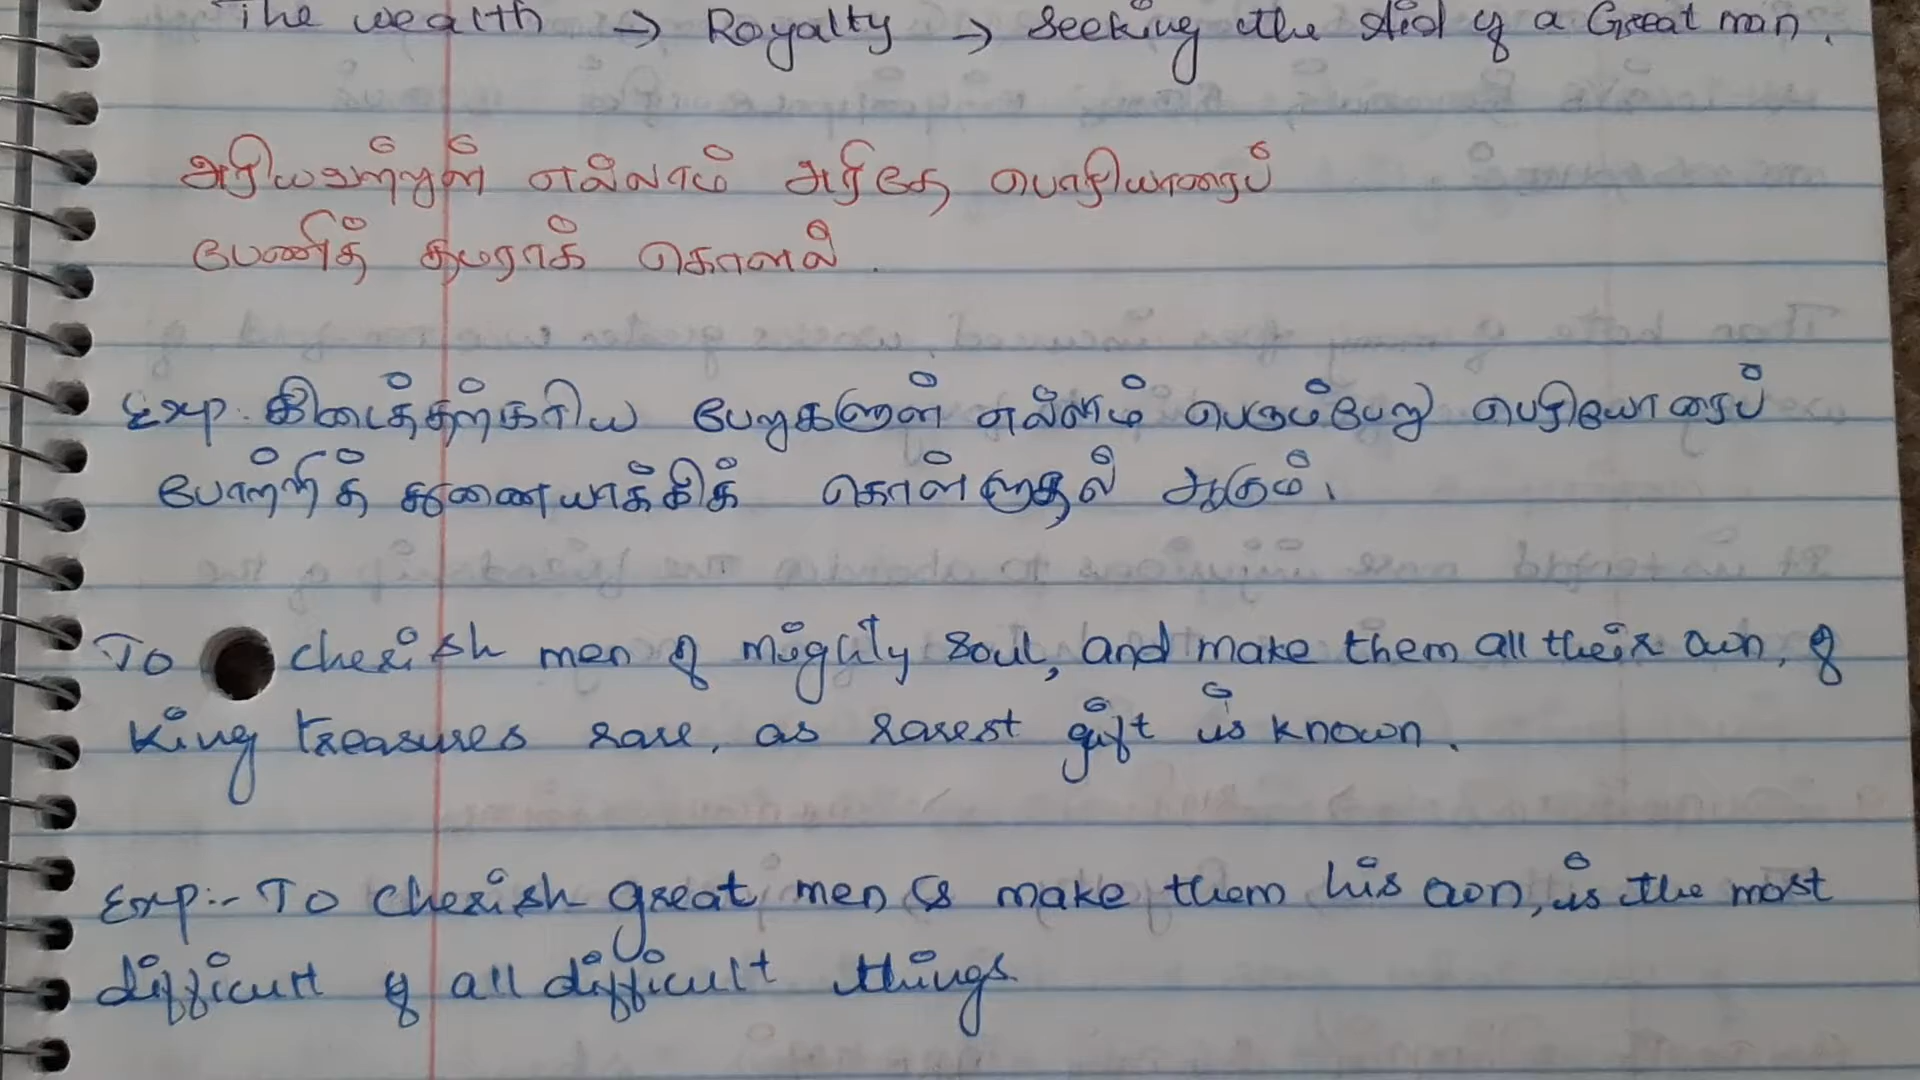 The wealth → Royalty → Seeking the Aid of a Great man.
அரியவற்றுள் எல்லாம் அரிதே பெரியாரைப்
பேணித் தமராக் கொளல்.
Exp: கிடைத்தற்கரிய பேறுகளுள் எல்லாம் பெரும்பேறு பெரியோரைப்
போற்றித் துணையாக்கிக் கொள்ளுதல் ஆகும்.
To cherish men of mighty soul, and make them all their own, of
King treasures rare, as rarest gift is known.
Exp:- To cherish great men & make them his own, is the most
difficult of all difficult things